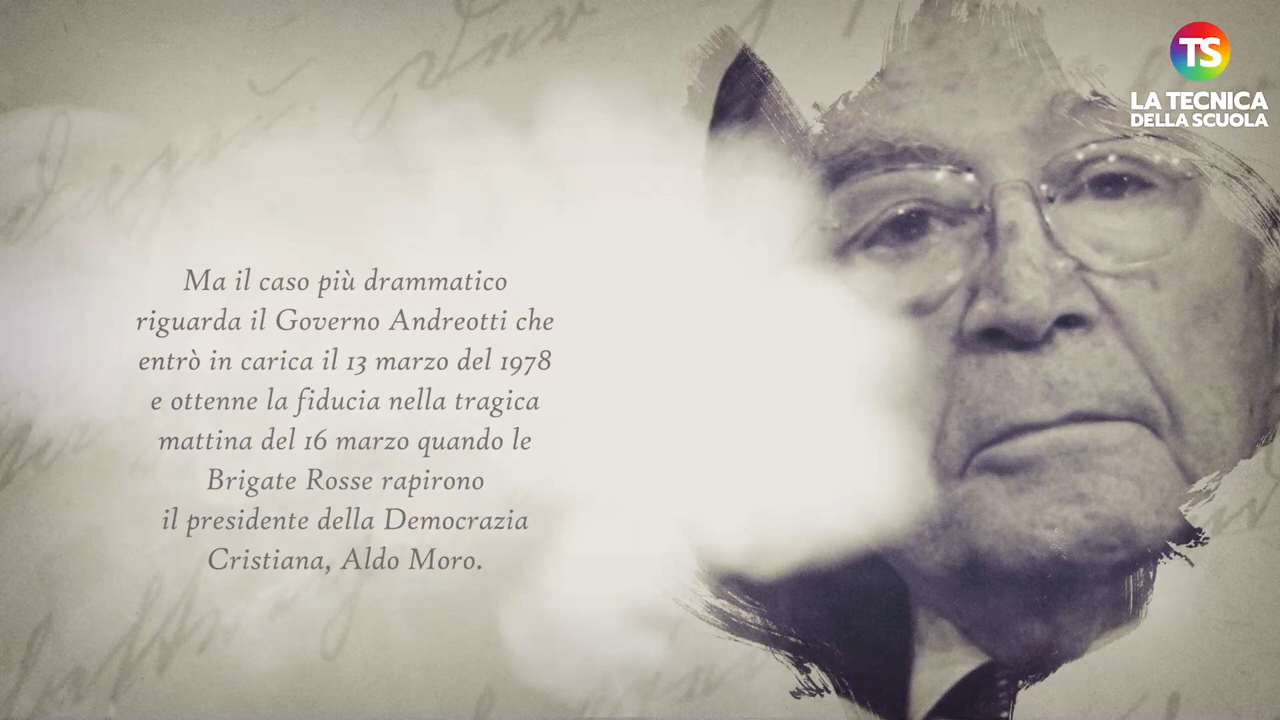 TS
LA TECNICA
DELLA SCUOLA
Ma il caso più drammatico
riguarda il Governo Andreotti che
entrò in carica il 13 marzo del 1978
e ottenne la fiducia nella tragica
mattina del 16 marzo quando le
Brigate Rosse rapirono
il presidente della Democrazia
Cristiana, Aldo Moro.